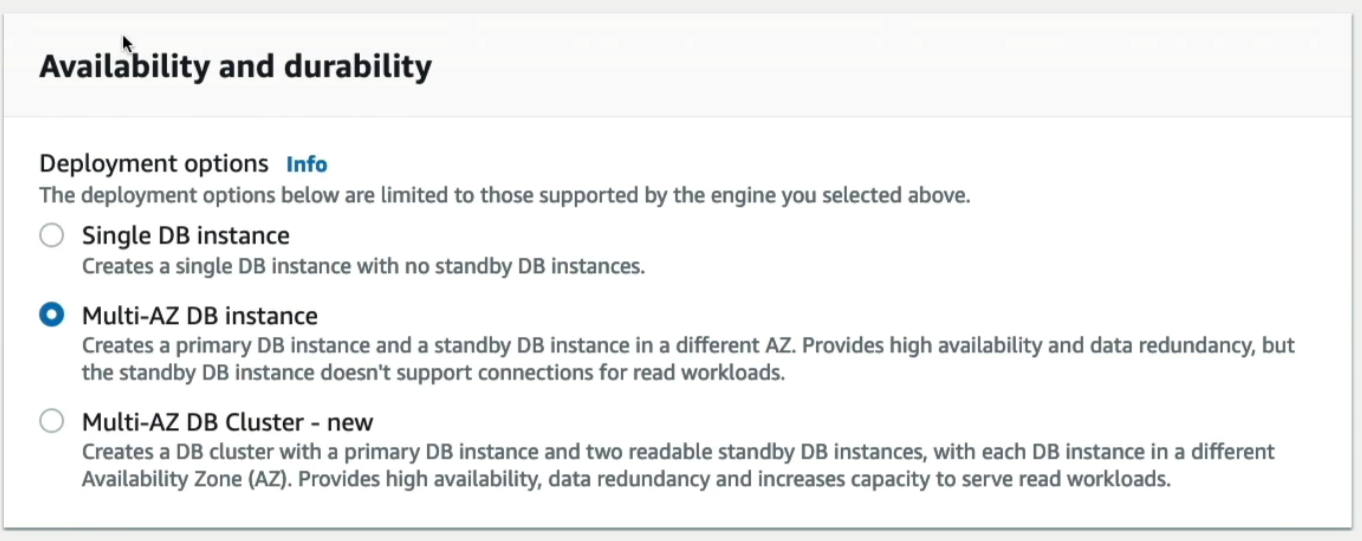 Availability and durability
Deployment options Info
The deployment options below are limited to those supported by the engine you selected above.
Single DB instance
Creates a single DB instance with no standby DB instances.
Multi-AZ DB instance
Creates a primary DB instance and a standby DB instance in a different AZ. Provides high availability and data redundancy, but
the standby DB instance doesn't support connections for read workloads.
Multi-AZ DB Cluster - new
Creates a DB cluster with a primary DB instance and two readable standby DB instances, with each DB instance in a different
Availability Zone (AZ). Provides high availability, data redundancy and increases capacity to serve read workloads.